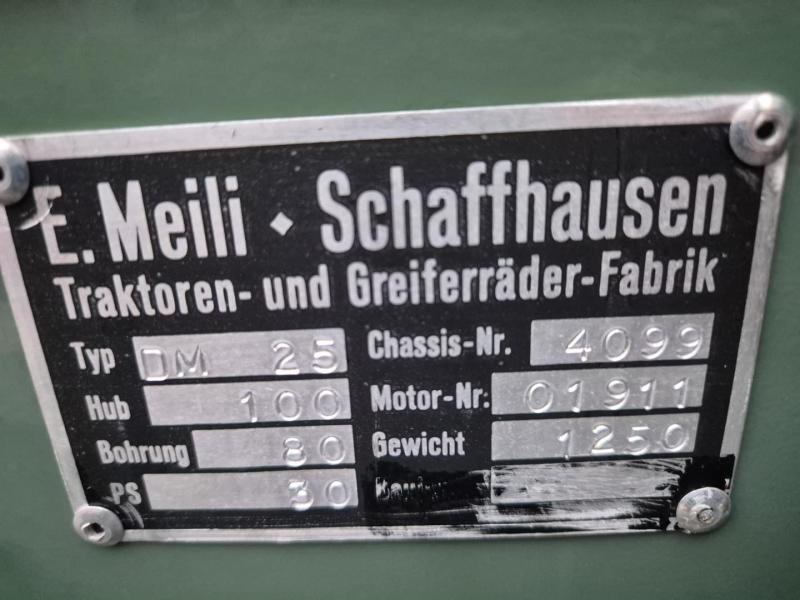 E. Meili · Schaffhausen
Traktoren- und Greiferräder-Fabrik
Typ DM 25 Chassis-Nr. 4099
Hub 100 Motor-Nr. 01911
Bohrung 80 Gewicht 1250
PS 30